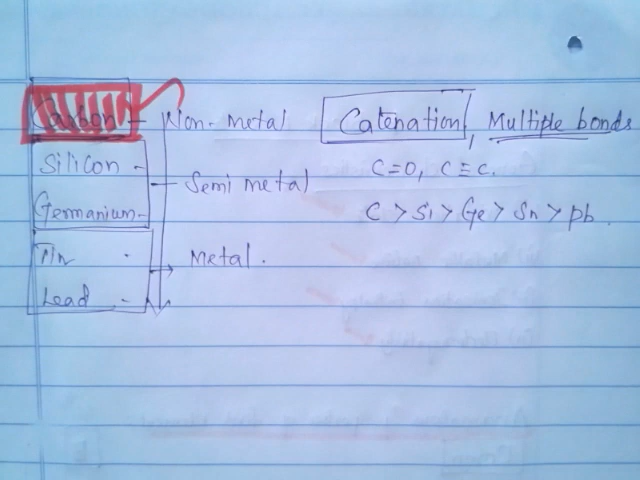 Carbon - Non-metal Catenation, Multiple bonds
Silicon - C=O, C≡C.
Semi metal
Germanium- C > Si > Ge > Sn > Pb.
Tin - Metal.
Lead -